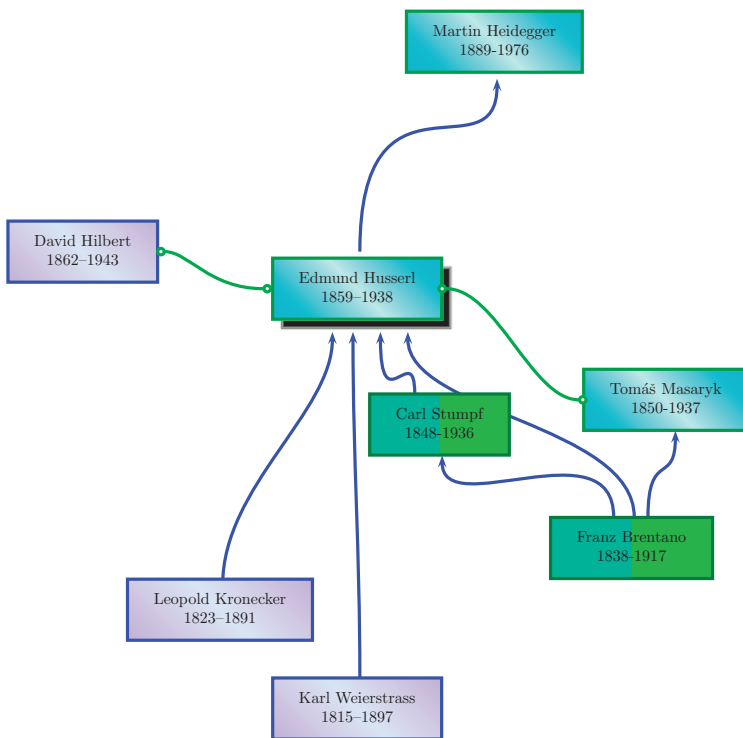 Martin Heidegger
1889-1976
David Hilbert
1862–1943
Edmund Husserl
1859–1938
Tomáš Masaryk
1850-1937
Carl Stumpf
1848-1936
Franz Brentano
1838-1917
Leopold Kronecker
1823–1891
Karl Weierstrass
1815–1897